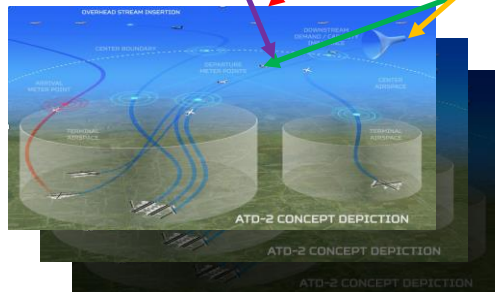 OVERHEAD STREAM INSERTION
CENTER BOUNDARY
DOWNSTREAM
DEMAND / CAPACITY
IMBALANCE
DEPARTURE
METER POINTS
ARRIVAL
METER POINT
CENTER
AIRSPACE
TERMINAL
AIRSPACE
TERMINAL
AIRSPACE
ATD-2 CONCEPT DEPICTION
ATD-2 CONCEPT DEPICTION
ATD-2 CONCEPT DEPICTION